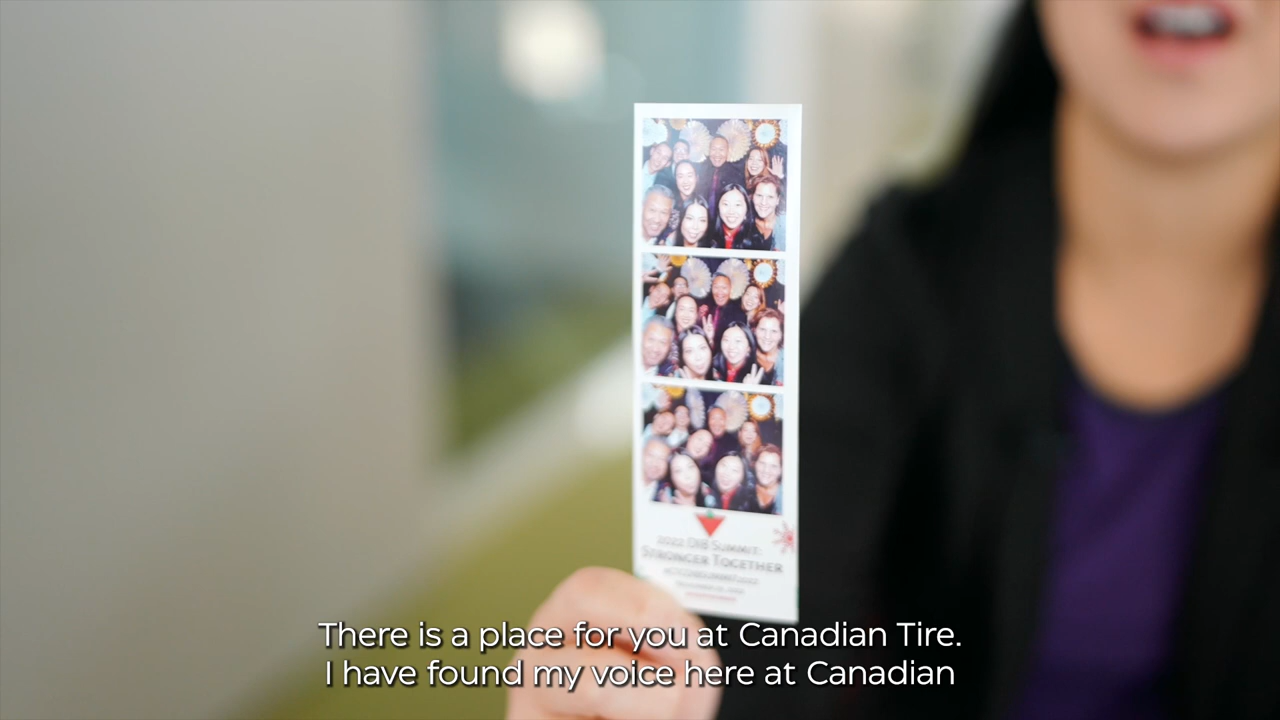 2022 DIB SUMMIT:
STRONGER TOGETHER
There is a place for you at Canadian Tire.
I have found my voice here at Canadian